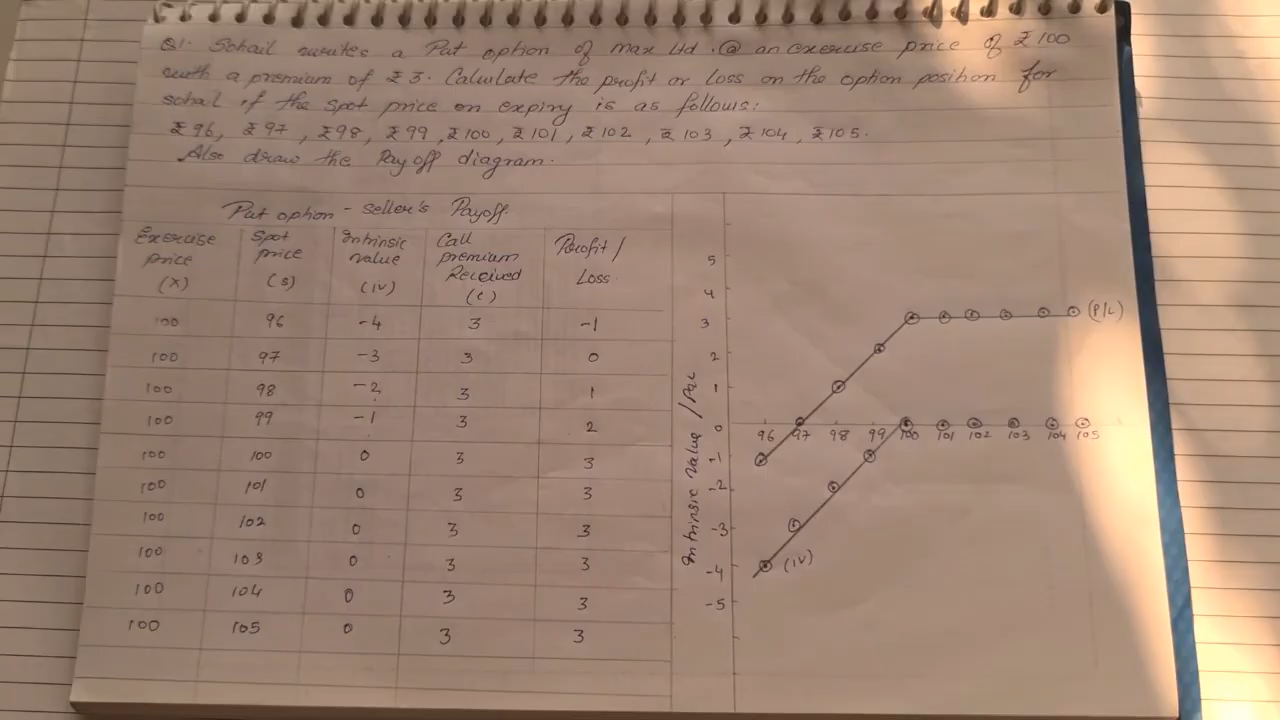 Q1. Sohail writes a Put option of Max Ltd. @ an exercise price of ₹100
with a premium of ₹3. Calculate the profit or loss on the option position for
sohail if the spot price on expiry is as follows:
₹96, ₹97, ₹98, ₹99, ₹100, ₹101, ₹102, ₹103, ₹104, ₹105.
Also draw the Pay off diagram.
Put option - seller's Payoff.
Exercise price (X) Spot price (S) Intrinsic value (IV) Call premium Received (C) Profit / Loss
100 96 -4 3 -1
100 97 -3 3 0
100 98 -2 3 1
100 99 -1 3 2
100 100 0 3 3
100 101 0 3 3
100 102 0 3 3
100 103 0 3 3
100 104 0 3 3
100 105 0 3 3
Intrinsic Value /
5
4
3
2
1
0
-1
-2
-3
-4
-5
96 97 98 99 100 101 102 103 104 105
(P/L)
(IV)